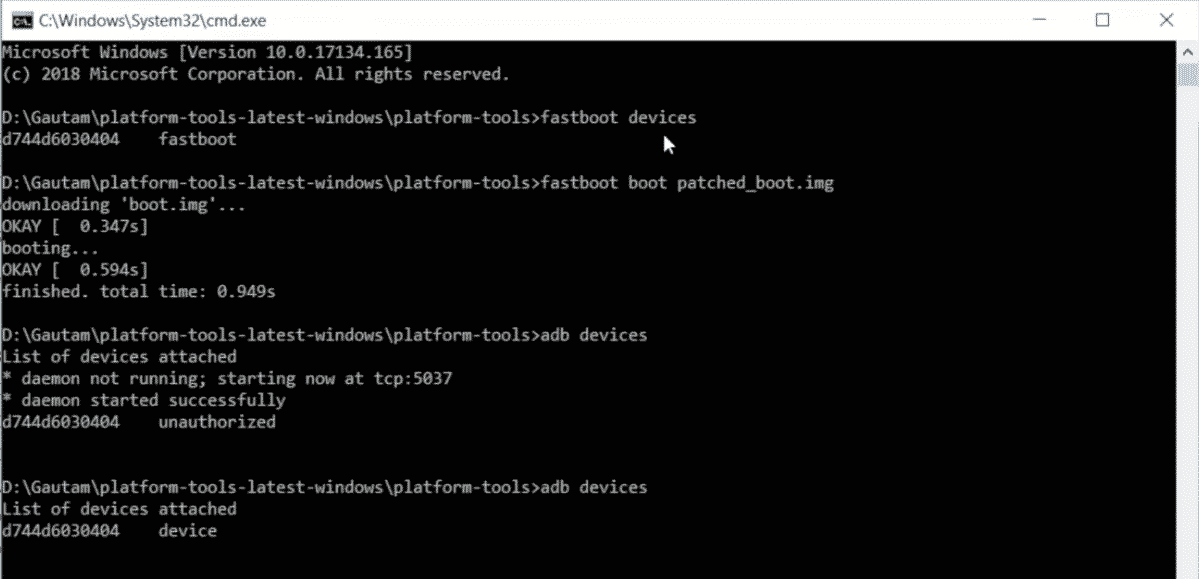 C:\Windows\System32\cmd.exe
Microsoft Windows [Version 10.0.17134.165]
(c) 2018 Microsoft Corporation. All rights reserved.
D:\Gautam\platform-tools-latest-windows\platform-tools>fastboot devices
d744d6030404    fastboot
D:\Gautam\platform-tools-latest-windows\platform-tools>fastboot boot patched_boot.img
downloading 'boot.img'...
OKAY [  0.347s]
booting...
OKAY [  0.594s]
finished. total time: 0.949s
D:\Gautam\platform-tools-latest-windows\platform-tools>adb devices
List of devices attached
* daemon not running; starting now at tcp:5037
* daemon started successfully
d744d6030404    unauthorized
D:\Gautam\platform-tools-latest-windows\platform-tools>adb devices
List of devices attached
d744d6030404    device